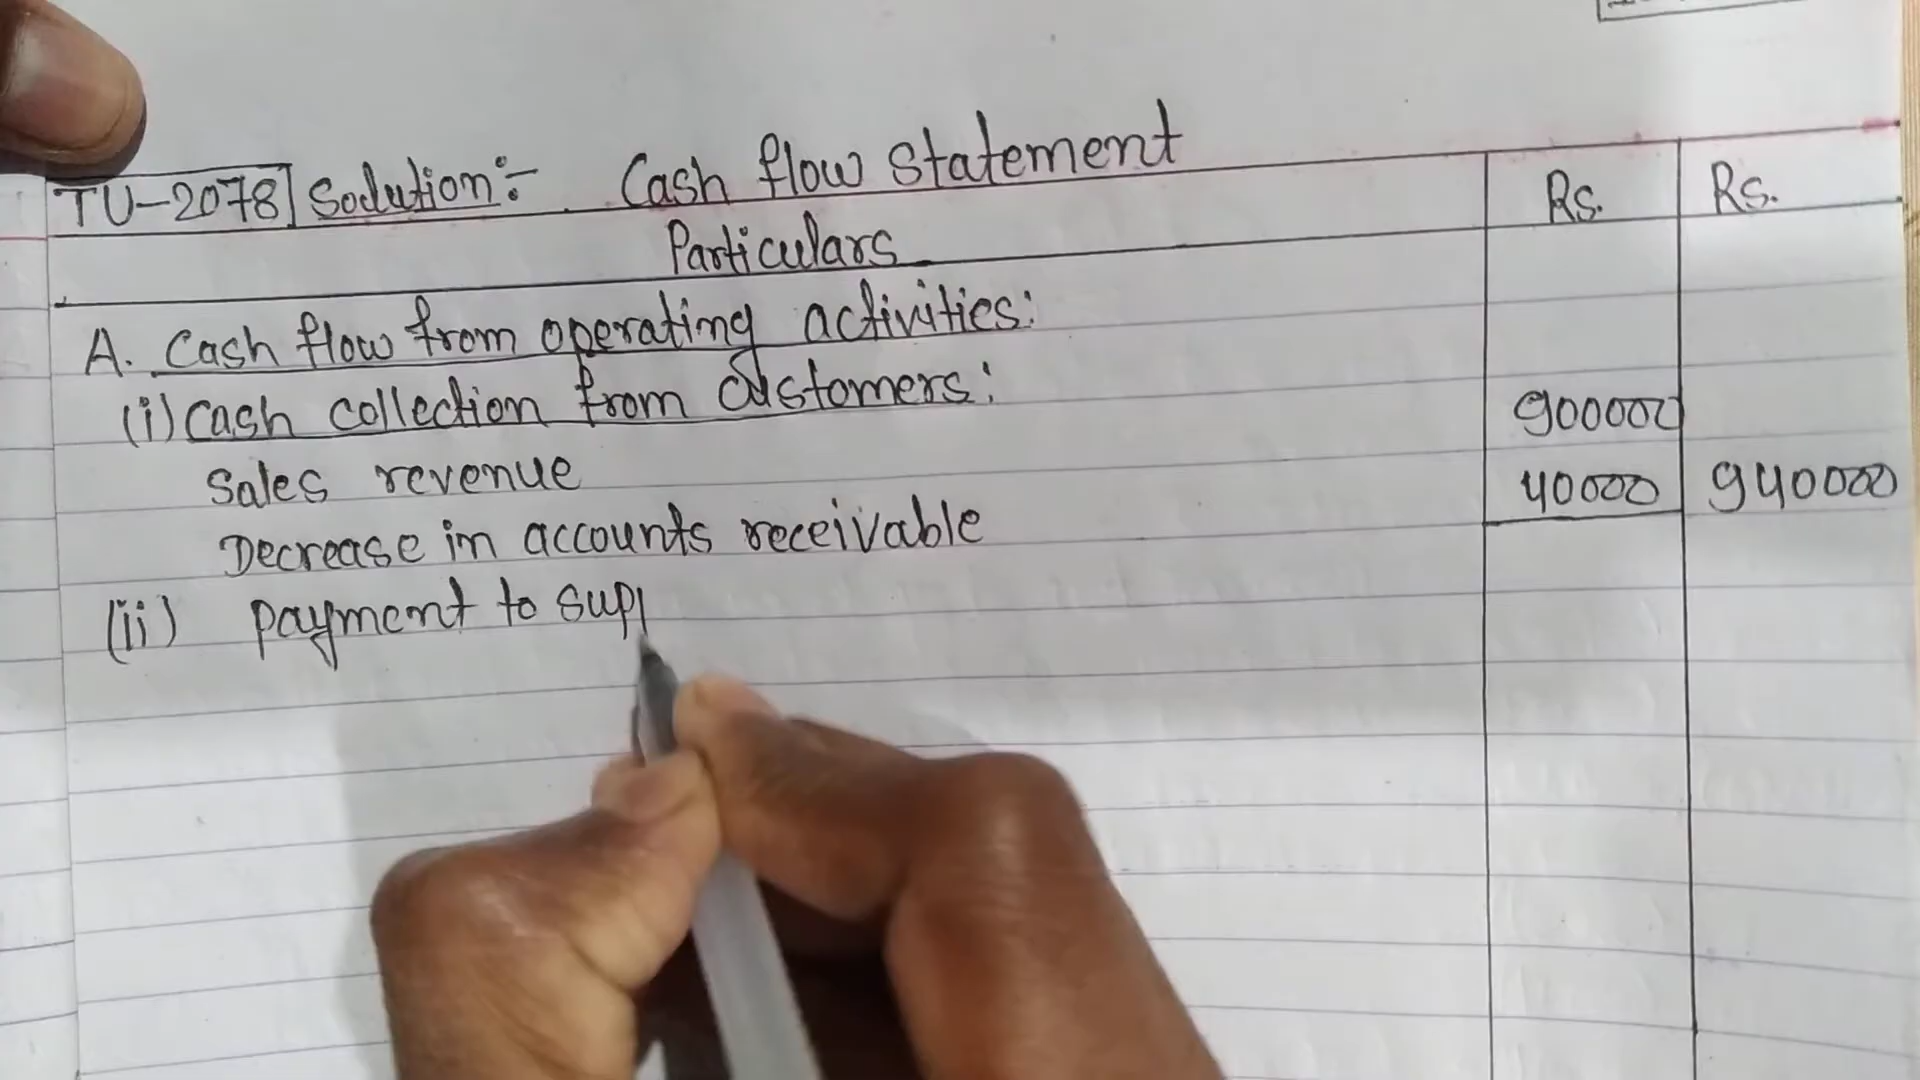 TU-2078 Solution:- Cash flow statement
Particulars Rs. Rs.
A. Cash flow from operating activities:
(i) Cash collection from customers:
Sales revenue 900000
Decrease in accounts receivable 40000 940000
(ii) payment to sup